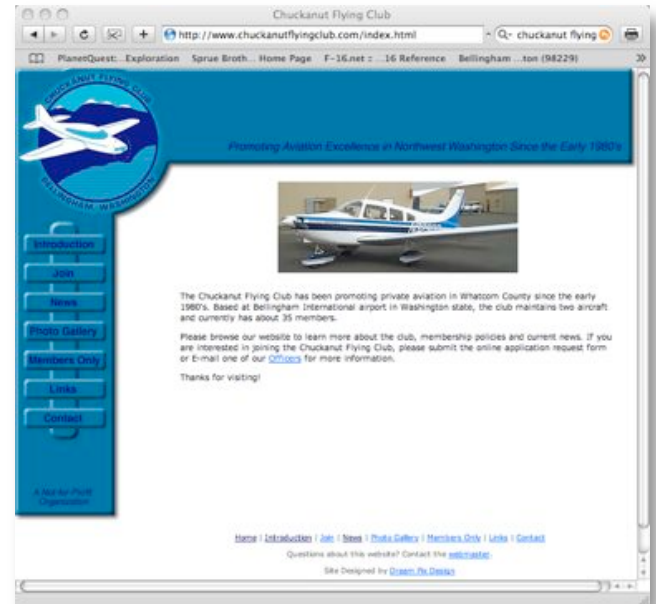 Chuckanut Flying Club
http://www.chuckanutflyingclub.com/index.html
chuckanut flying
PlanetQuest:...Exploration Sprue Broth... Home Page F-16.net :: ...16 Reference Bellingham ...ton (98229)
CHUCKANUT FLYING CLUB
BELLINGHAM, WASHINGTON
Promoting Aviation Excellence in Northwest Washington Since the Early 1980's
Introduction
Join
News
Photo Gallery
Members Only
Links
Contact
A Not-for-Profit
Organization
The Chuckanut Flying Club has been promoting private aviation in Whatcom County since the early
1980's. Based at Bellingham International airport in Washington state, the club maintains two aircraft
and currently has about 35 members.
Please browse our website to learn more about the club, membership policies and current news. If you
are interested in joining the Chuckanut Flying Club, please submit the online application request form
or E-mail one of our Officers for more information.
Thanks for visiting!
Home | Introduction | Join | News | Photo Gallery | Members Only | Links | Contact
Questions about this website? Contact the webmaster.
Site Designed by Dream Rx Design